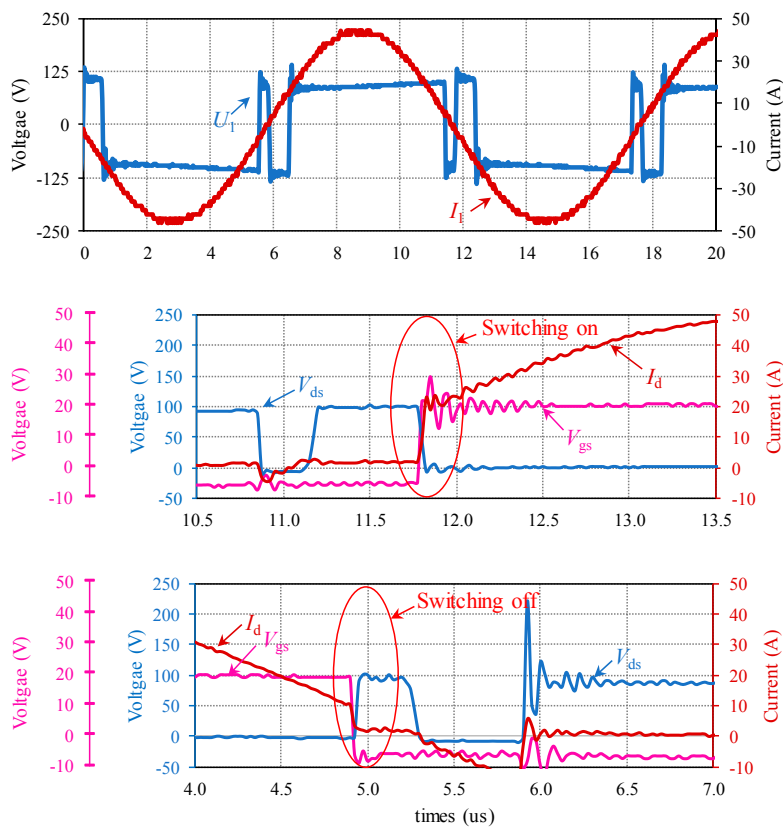 Voltgae (V)
250
125
0
-125
-250
U1
I1
50
30
10
-10
-30
-50
Current (A)
0 2 4 6 8 10 12 14 16 18 20
Voltgae (V)
50
40
30
20
10
0
-10
Voltgae (V)
250
200
150
100
50
0
-50
Switching on
Vds
Id
Vgs
50
40
30
20
10
0
-10
Current (A)
10.5 11.0 11.5 12.0 12.5 13.0 13.5
Voltgae (V)
50
40
30
20
10
0
-10
Voltgae (V)
250
200
150
100
50
0
-50
Switching off
Id
Vgs
Vds
50
40
30
20
10
0
-10
Current (A)
4.0 4.5 5.0 5.5 6.0 6.5 7.0
times (us)